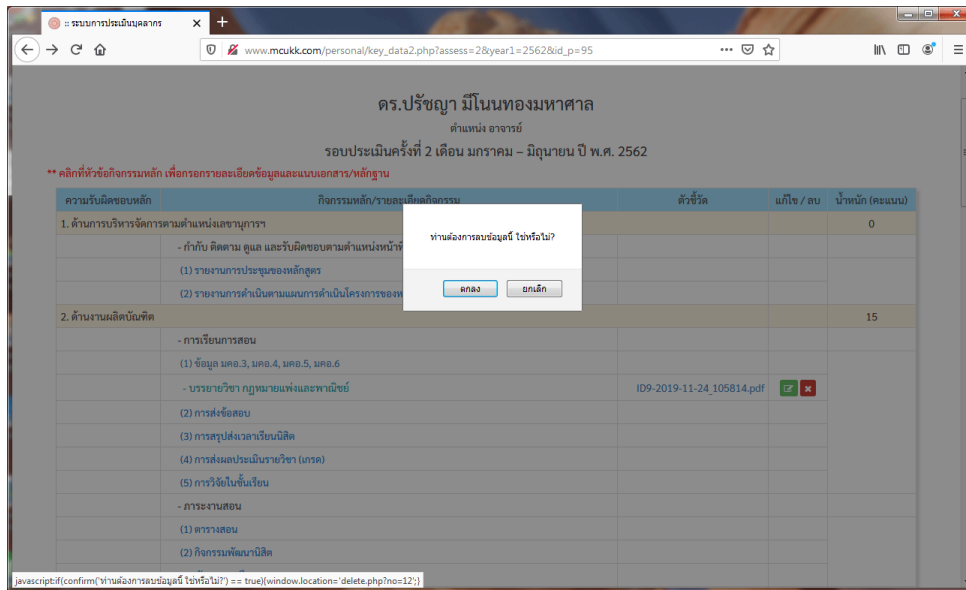 :: ระบบการประเมินบุคลากร
www.mcukk.com/personal/key_data2.php?assess=2&year1=2562&id_p=95
ดร.ปรัชญา มีโนนทองมหาศาล
ตำแหน่ง อาจารย์
รอบประเมินครั้งที่ 2 เดือน มกราคม – มิถุนายน ปี พ.ศ. 2562
** คลิกที่หัวข้อกิจกรรมหลัก เพื่อกรอกรายละเอียดข้อมูลและแนบเอกสาร/หลักฐาน
ความรับผิดชอบหลัก กิจกรรมหลัก/รายละเอียดกิจกรรม ตัวชี้วัด แก้ไข / ลบ น้ำหนัก (คะแนน)
1. ด้านการบริหารจัดการตามตำแหน่งเลขานุการฯ 0
- กำกับ ติดตาม ดูแล และรับผิดชอบตามตำแหน่งหน้าที่
(1) รายงานการประชุมของหลักสูตร
(2) รายงานการดำเนินตามแผนการดำเนินโครงการของห
ท่านต้องการลบข้อมูลนี้ ใช่หรือไม่?
ตกลง ยกเลิก
2. ด้านงานผลิตบัณฑิต 15
- การเรียนการสอน
(1) ข้อมูล มคอ.3, มคอ.4, มคอ.5, มคอ.6
- บรรยายวิชา กฎหมายแพ่งและพาณิชย์ ID9-2019-11-24_105814.pdf
(2) การส่งข้อสอบ
(3) การสรุปส่งเวลาเรียนนิสิต
(4) การส่งผลประเมินรายวิชา (เกรด)
(5) การวิจัยในชั้นเรียน
- ภาระงานสอน
(1) ตารางสอน
(2) กิจกรรมพัฒนานิสิต
javascript:if(confirm('ท่านต้องการลบข้อมูลนี้ ใช่หรือไม่?') == true){window.location='delete.php?no=12';}